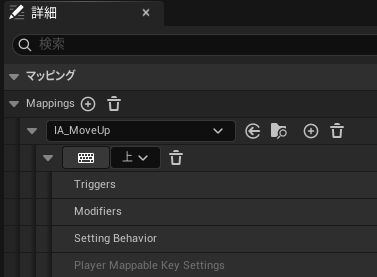 詳細
検索
マッピング
Mappings
IA_MoveUp
上
Triggers
Modifiers
Setting Behavior
Player Mappable Key Settings